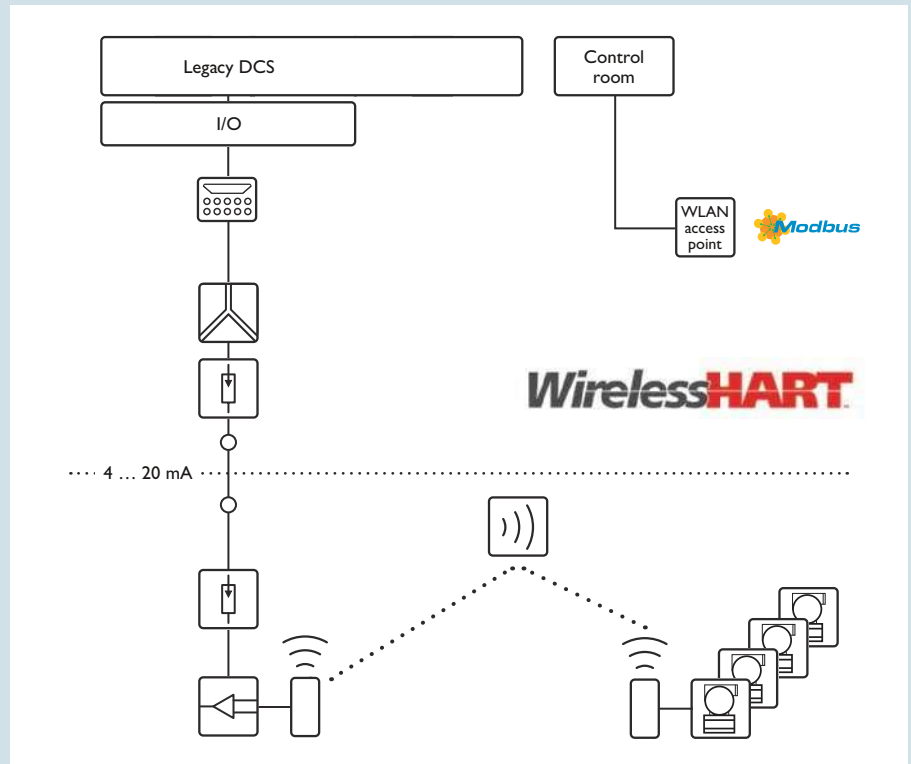 Legacy DCS
I/O
Control
room
WLAN
access
point
Modbus
WirelessHART
4 … 20 mA